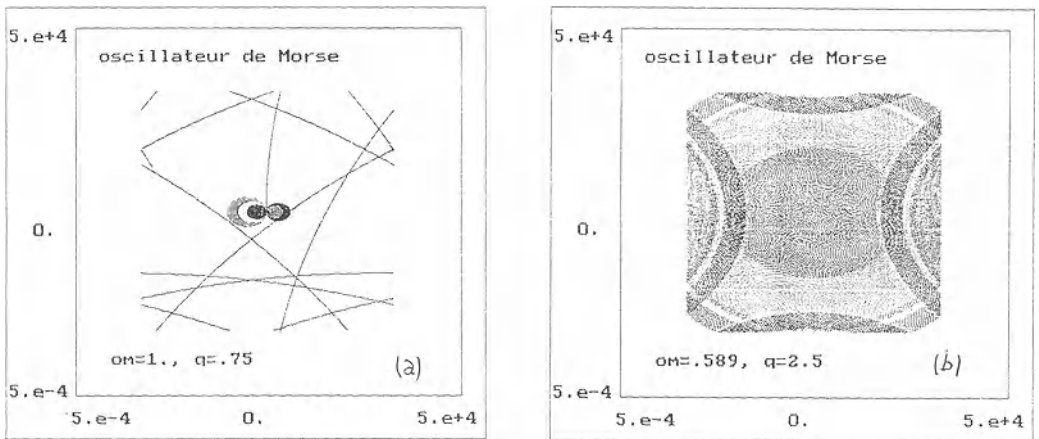 5.e+4
oscillateur de Morse
0.
om=1., q=.75
(a)
5.e-4
5.e-4
0.
5.e+4
5.e+4
oscillateur de Morse
0.
om=.589, q=2.5
(b)
5.e-4
5.e-4
0.
5.e+4